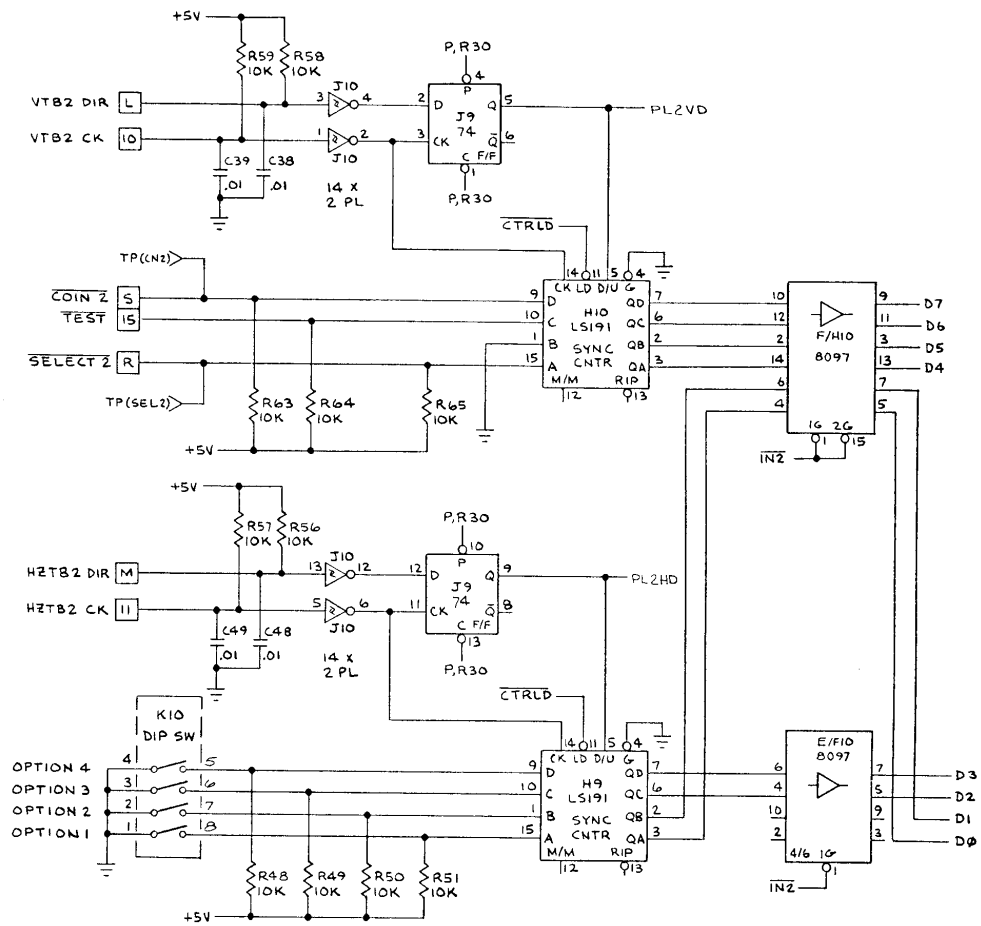 +5V
R59
10K
R58
10K
P,R30
4
P
VTB2 DIR L
3 J10 4
2 D Q 5
PL2VD
J9
74
VTB2 CK 10
1 2
J10
3 CK Q 6
C F/F
1
P,R30
C39
.01
C38
.01
14 X
2 PL
CTRLD
TP(CN2)
14 11 5 4
CK LD D/U G
COIN 2 S
9 D QD 7
TEST 15
10 C QC 6
H10
LS191
1 B QB 2
SYNC
CNTR
SELECT 2 R
15 A QA 3
M/M RIP
12 13
TP(SEL2)
R63
10K
R64
10K
R65
10K
+5V
10 9 D7
12 11 D6
F/H10
8097
2 3 D5
14 13 D4
6 7
4 5
1G 2G
1 15
IN2
+5V
R57
10K
R56
10K
P,R30
10
P
HZTB2 DIR M
13 J10 12
12 D Q 9
PL2HD
J9
74
HZTB2 CK 11
5 6
J10
11 CK Q 8
C F/F
13
P,R30
C49
.01
C48
.01
14 X
2 PL
CTRLD
K10
DIP SW
14 11 5 4
CK LD D/U G
OPTION 4 4 5
9 D QD 7
OPTION 3 3 6
10 C QC 6
H9
LS191
OPTION 2 2 7
1 B QB 2
SYNC
CNTR
OPTION 1 1 8
15 A QA 3
M/M RIP
12 13
R48
10K
R49
10K
R50
10K
R51
10K
+5V
E/F10
8097
6 7 D3
4 5 D2
10 9 D1
2 3 D0
4/6 1G
1
IN2